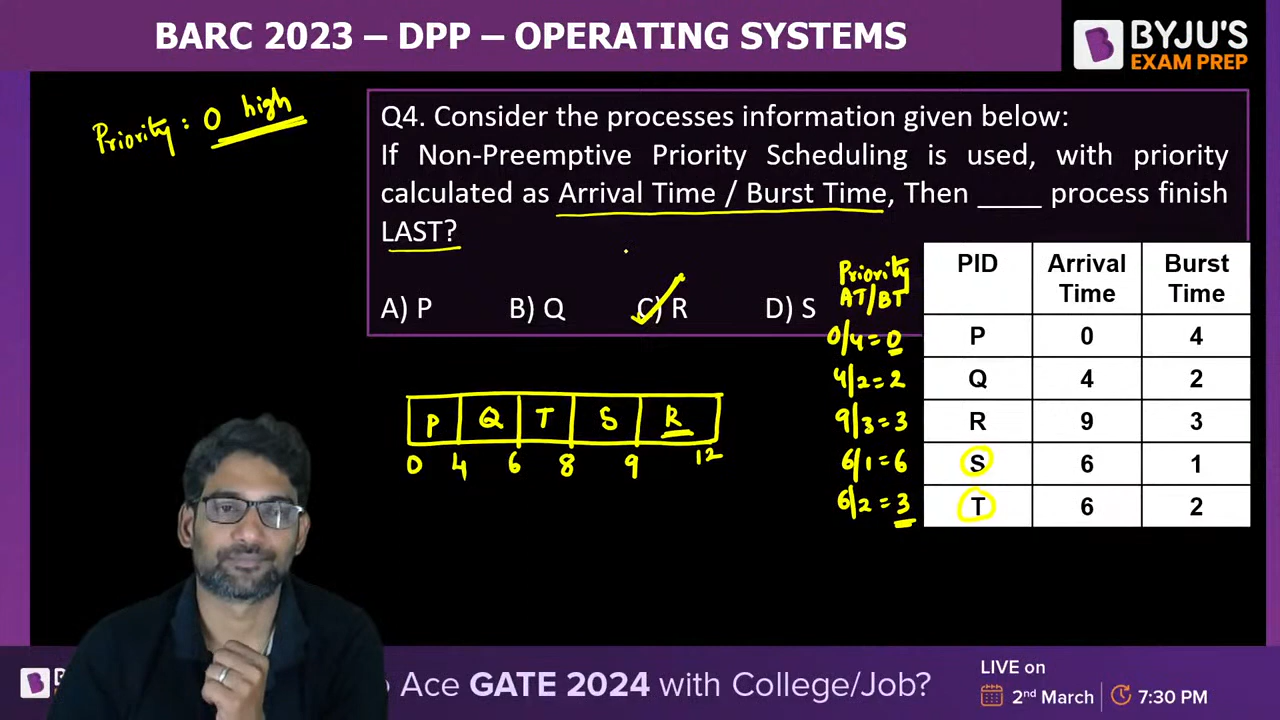 BARC 2023 – DPP – OPERATING SYSTEMS
BYJU'S
EXAM PREP
Priority : 0 high
Q4. Consider the processes information given below:
If Non-Preemptive Priority Scheduling is used, with priority
calculated as Arrival Time / Burst Time, Then ____ process finish
LAST?
A) P B) Q C) R D) S
Priority
AT/BT
PID Arrival Time Burst Time
0/4 = 0 P 0 4
4/2 = 2 Q 4 2
9/3 = 3 R 9 3
6/1 = 6 S 6 1
6/2 = 3 T 6 2
P Q T S R
0 4 6 8 9 12
BY
EX
o Ace GATE 2024 with College/Job?
LIVE on
2nd March 7:30 PM